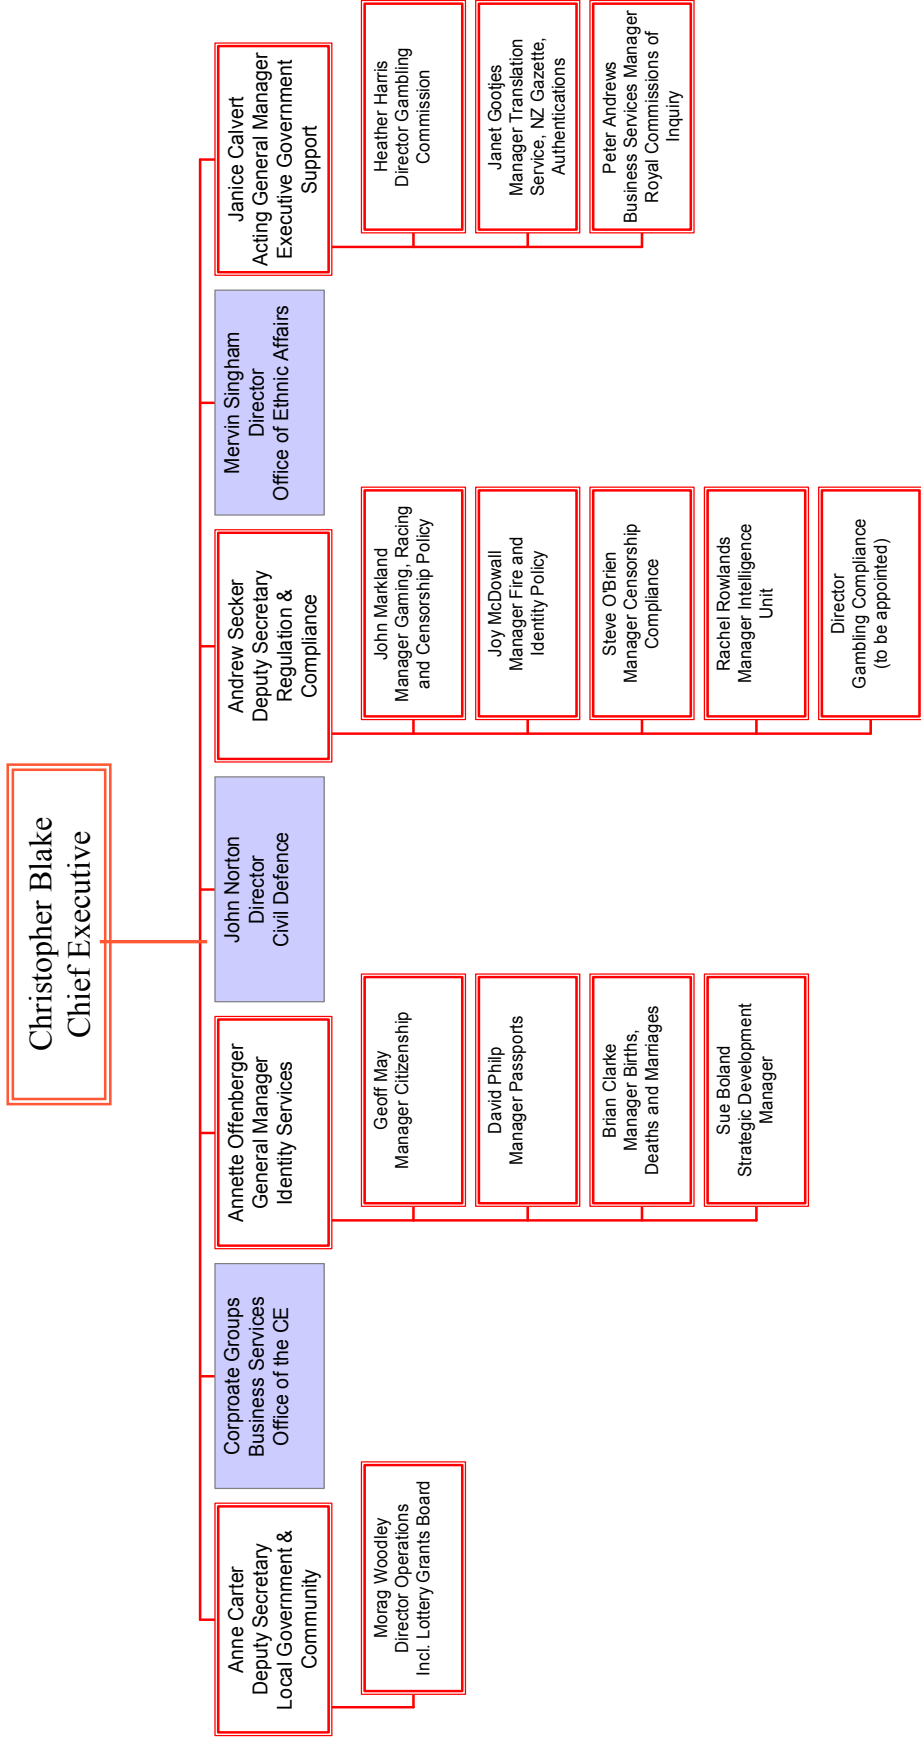 Christopher Blake
Chief Executive
Anne Carter
Deputy Secretary
Local Government &
Community
Morag Woodley
Director Operations
Incl. Lottery Grants Board
Corproate Groups
Business Services
Office of the CE
Annette Offenberger
General Manager
Identity Services
Geoff May
Manager Citizenship
David Philp
Manager Passports
Brian Clarke
Manager Births,
Deaths and Marriages
Sue Boland
Strategic Development
Manager
John Norton
Director
Civil Defence
Andrew Secker
Deputy Secretary
Regulation &
Compliance
John Markland
Manager Gaming, Racing
and Censorship Policy
Joy McDowall
Manager Fire and
Identity Policy
Steve O'Brien
Manager Censorship
Compliance
Rachel Rowlands
Manager Intelligence
Unit
Director
Gambling Compliance
(to be appointed)
Mervin Singham
Director
Office of Ethnic Affairs
Janice Calvert
Acting General Manager
Executive Government
Support
Heather Harris
Director Gambling
Commission
Janet Gootjes
Manager Translation
Service, NZ Gazette,
Authentications
Peter Andrews
Business Services Manager
Royal Commissions of
Inquiry